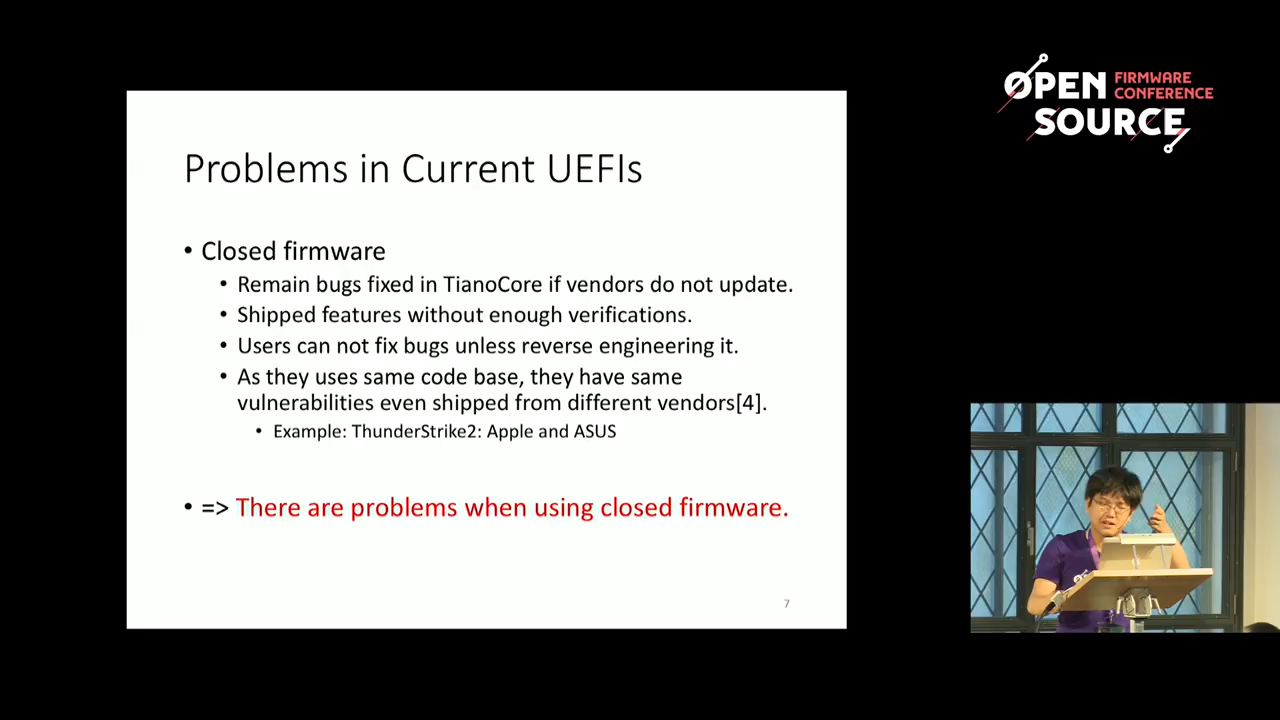 OPEN FIRMWARE
CONFERENCE
SOURCE
Problems in Current UEFIs
• Closed firmware
• Remain bugs fixed in TianoCore if vendors do not update.
• Shipped features without enough verifications.
• Users can not fix bugs unless reverse engineering it.
• As they uses same code base, they have same
vulnerabilities even shipped from different vendors[4].
• Example: ThunderStrike2: Apple and ASUS
• => There are problems when using closed firmware.
7